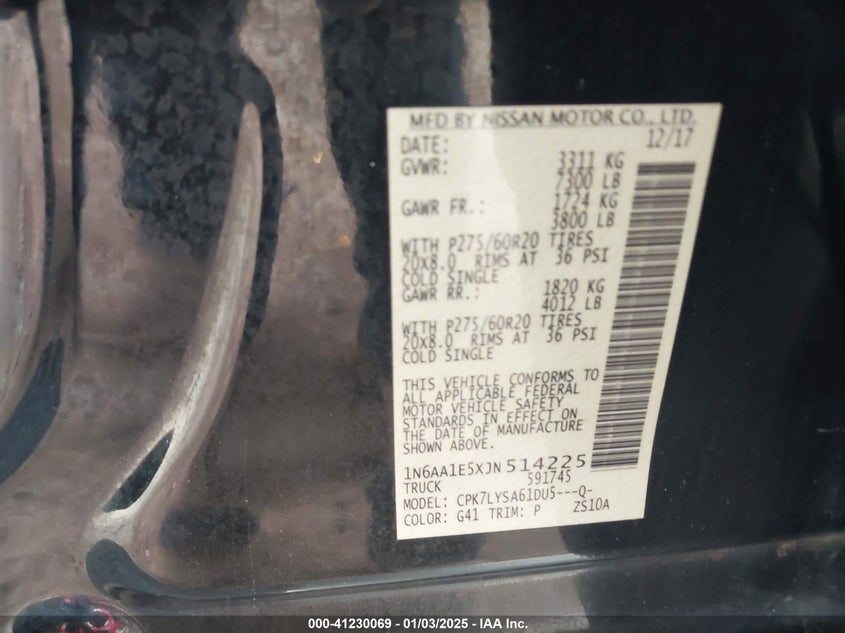 MFD BY NISSAN MOTOR CO., LTD.
DATE: 12/17
GVWR: 3311 KG
7300 LB
GAWR FR.: 1724 KG
3800 LB
WITH P275/60R20 TIRES
20x8.0 RIMS AT 36 PSI
COLD SINGLE
GAWR RR.: 1820 KG
4012 LB
WITH P275/60R20 TIRES
20x8.0 RIMS AT 36 PSI
COLD SINGLE
THIS VEHICLE CONFORMS TO
ALL APPLICABLE FEDERAL
MOTOR VEHICLE SAFETY
STANDARDS IN EFFECT ON
THE DATE OF MANUFACTURE
SHOWN ABOVE.
1N6AA1E5XJN514225
TRUCK 591745
MODEL: CPK7LYSA61DU5---Q-
COLOR: G41 TRIM: P ZS10A
000-41230069 - 01/03/2025 - IAA Inc.